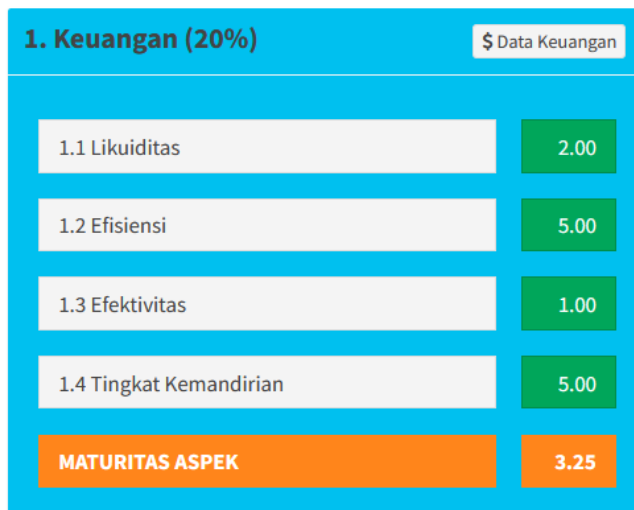 1. Keuangan (20%)
$ Data Keuangan
1.1 Likuiditas 2.00
1.2 Efisiensi 5.00
1.3 Efektivitas 1.00
1.4 Tingkat Kemandirian 5.00
MATURITAS ASPEK 3.25